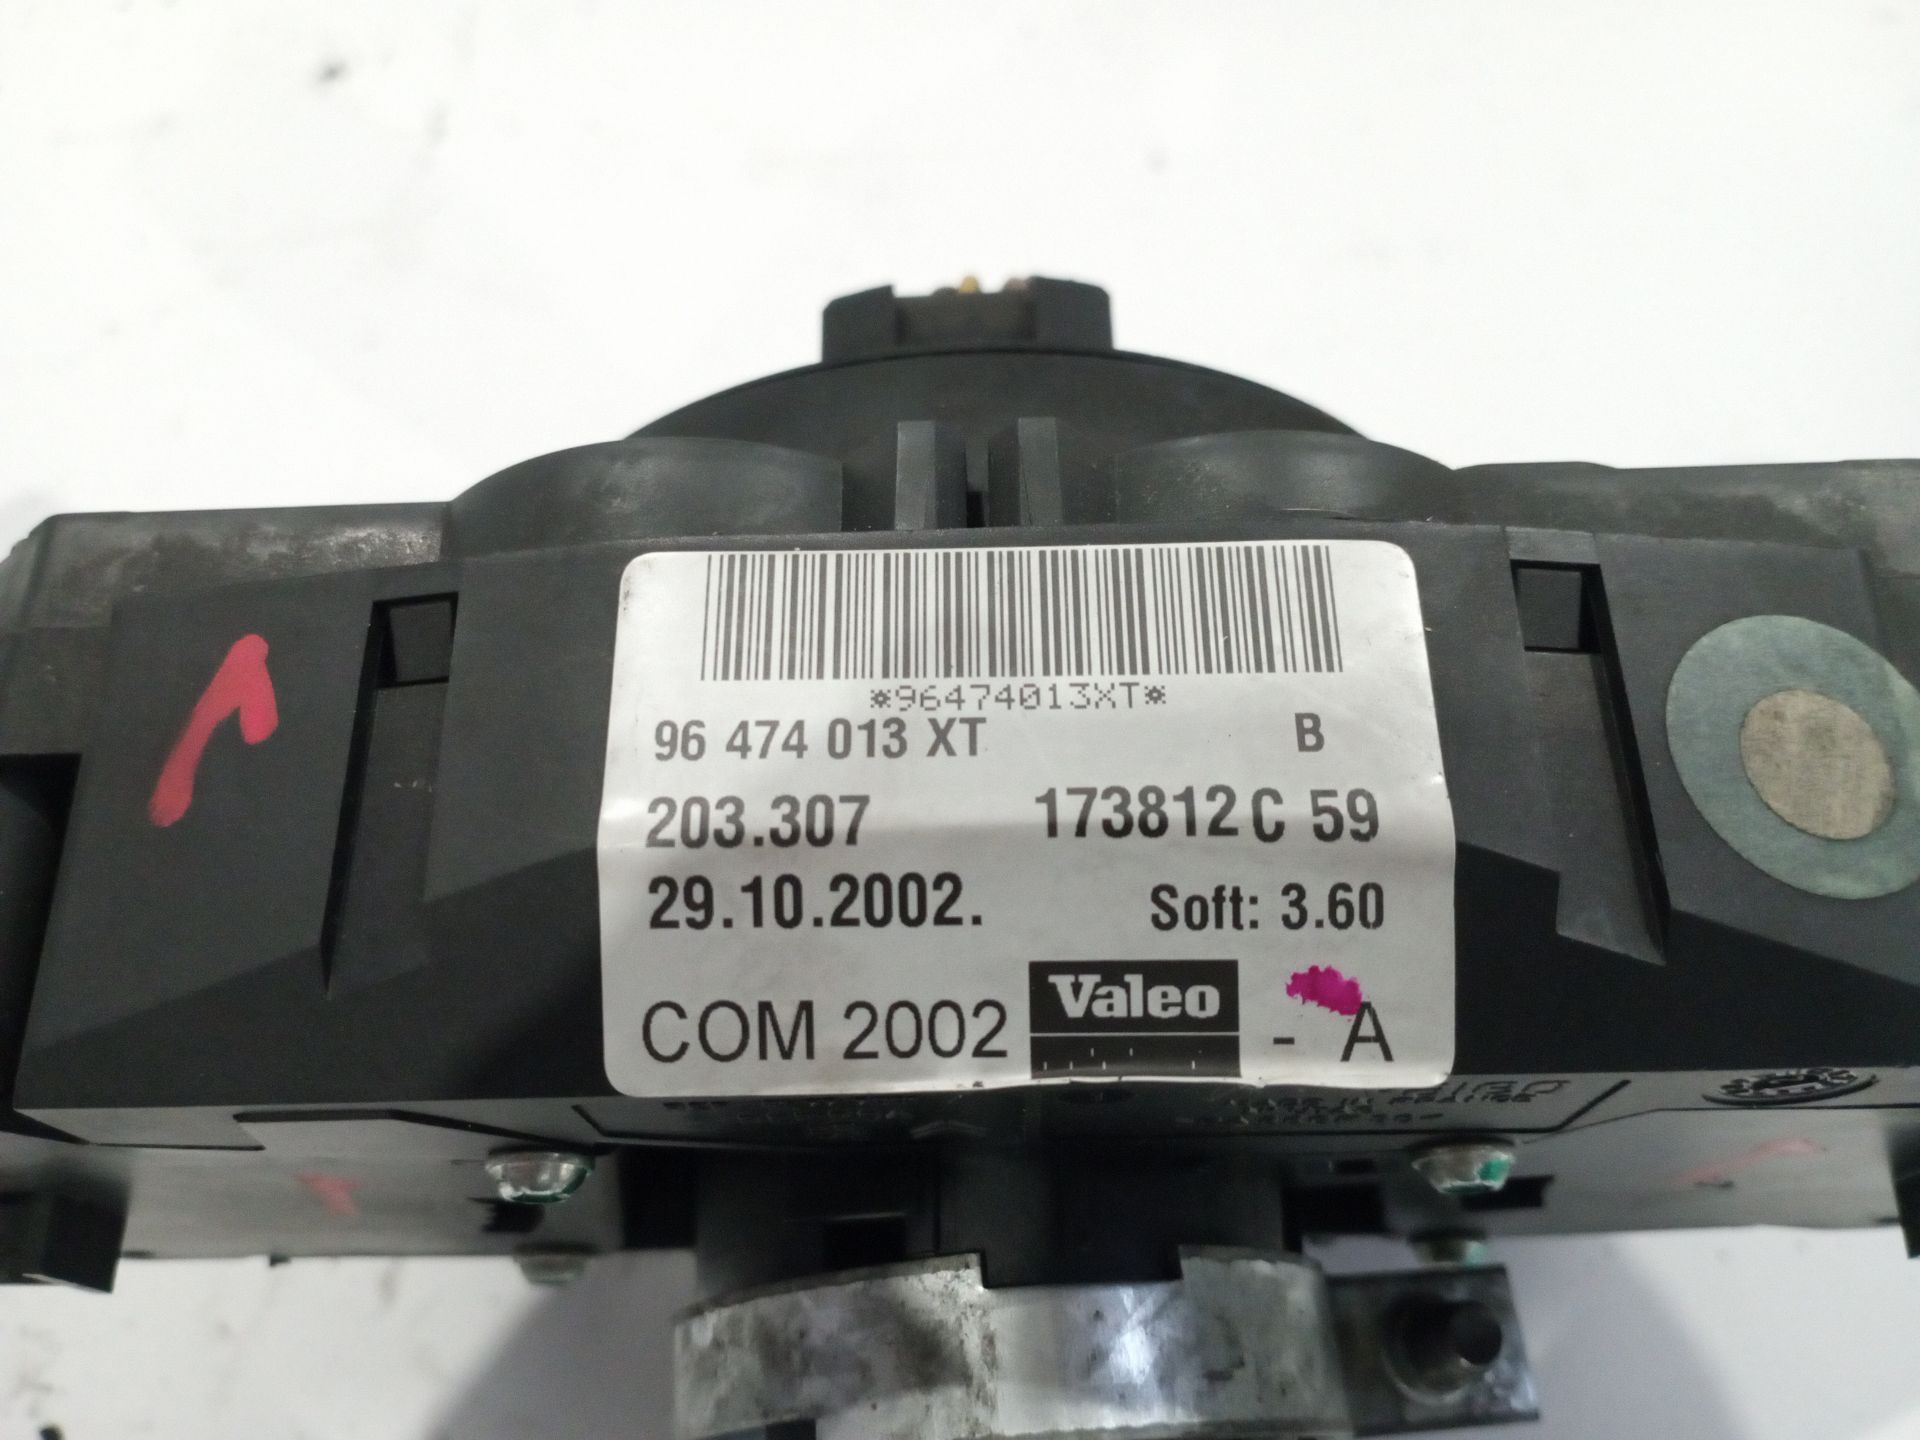 *96474013XT*
96 474 013 XT B
203.307 173812 C 59
29.10.2002. Soft: 3.60
COM 2002 Valeo - A